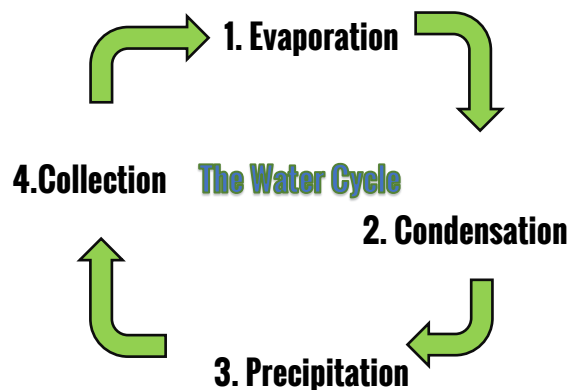 1. Evaporation
4.Collection
The Water Cycle
2. Condensation
3. Precipitation